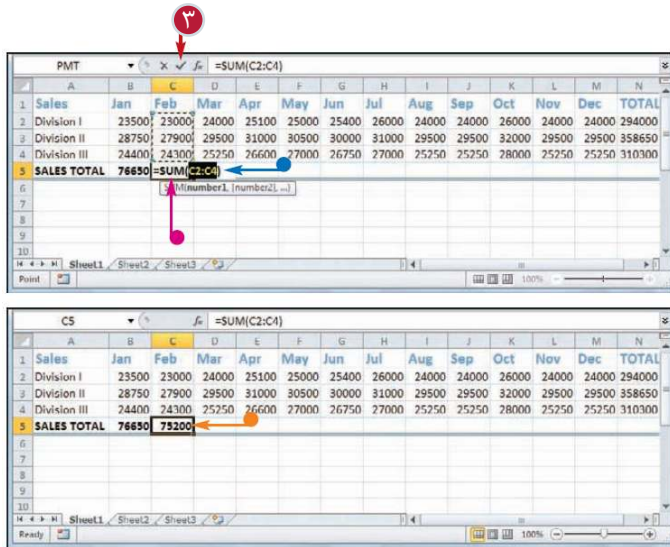 ٣
PMT =SUM(C2:C4)
A B C D E F G H I J K L M N
1 Sales Jan Feb Mar Apr May Jun Jul Aug Sep Oct Nov Dec TOTAL
2 Division I 23500 23000 24000 25100 25000 25400 26000 24000 24000 26000 24000 24000 294000
3 Division II 28750 27900 29500 31000 30500 30000 31000 29500 29500 32000 29500 29500 358650
4 Division III 24400 24300 25250 26600 27000 26750 27000 25250 25250 28000 25250 25250 310300
5 SALES TOTAL 76650 =SUM(C2:C4)
6 SUM(number1, [number2], ...)
7
8
9
10
Sheet1 Sheet2 Sheet3
Point 100%
C5 fx =SUM(C2:C4)
A B C D E F G H I J K L M N
1 Sales Jan Feb Mar Apr May Jun Jul Aug Sep Oct Nov Dec TOTAL
2 Division I 23500 23000 24000 25100 25000 25400 26000 24000 24000 26000 24000 24000 294000
3 Division II 28750 27900 29500 31000 30500 30000 31000 29500 29500 32000 29500 29500 358650
4 Division III 24400 24300 25250 26600 27000 26750 27000 25250 25250 28000 25250 25250 310300
5 SALES TOTAL 76650 75200
6
7
8
9
10
Sheet1 Sheet2 Sheet3
Ready 100%